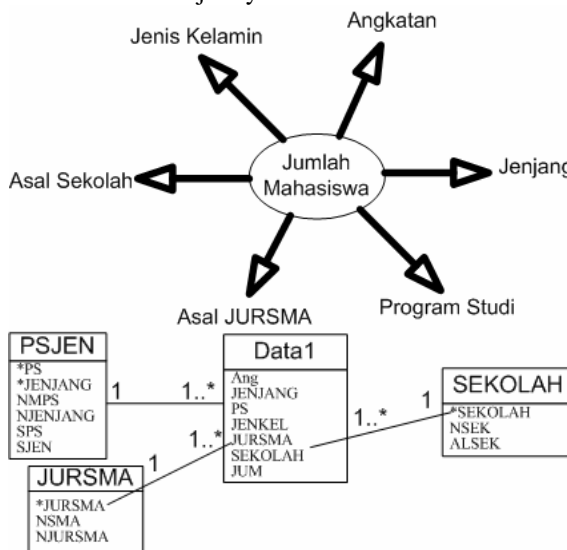 Jenis Kelamin
Angkatan
Jumlah
Mahasiswa
Asal Sekolah
Jenjang
Asal JURSMA
Program Studi
PSJEN
*PS
*JENJANG
NMPS
NJENJANG
SPS
SJEN
1
1..*
Data1
Ang
JENJANG
PS
JENKEL
JURSMA
SEKOLAH
JUM
1..*
1
SEKOLAH
*SEKOLAH
NSEK
ALSEK
1..*
1
JURSMA
*JURSMA
NSMA
NJURSMA